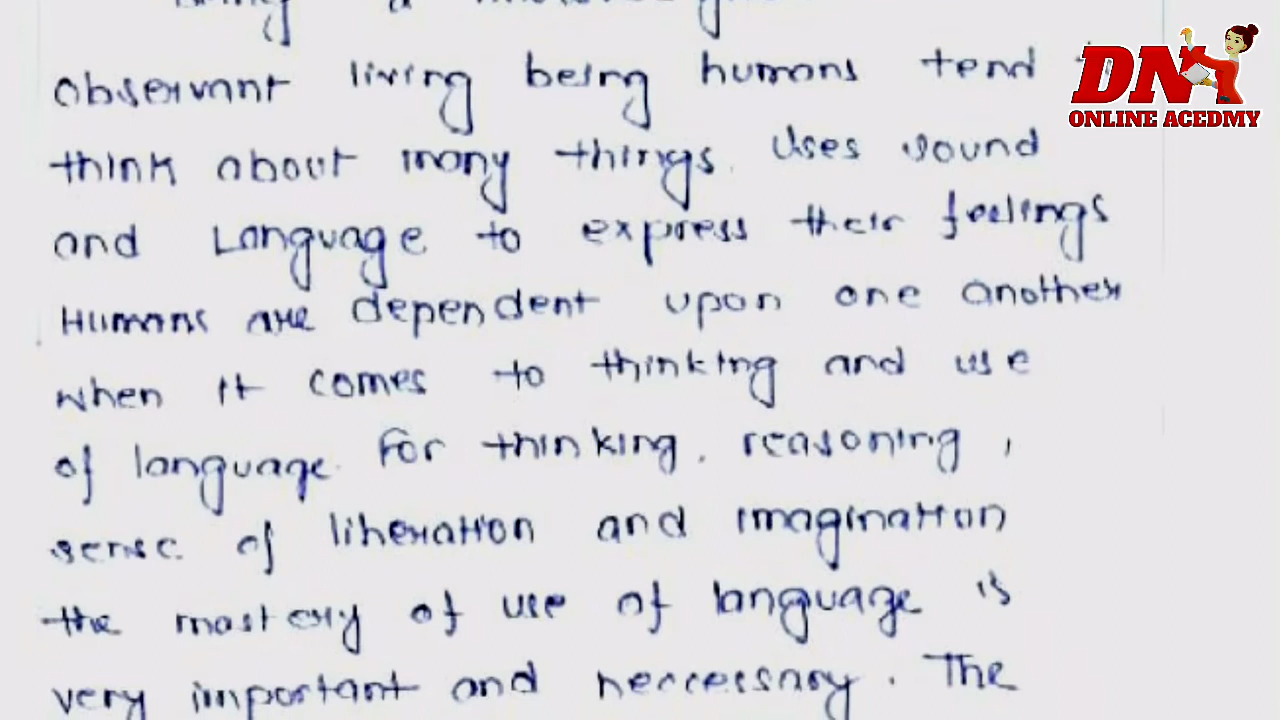 being a
observant living being humans tend
think about many things. Uses sound
and Language to express their feelings
Humans are dependent upon one another
when it comes to thinking and use
of language. For thinking, reasoning,
sense of liberation and imagination
the mastery of use of language is
very important and neccessary. The
DN
ONLINE ACEDMY